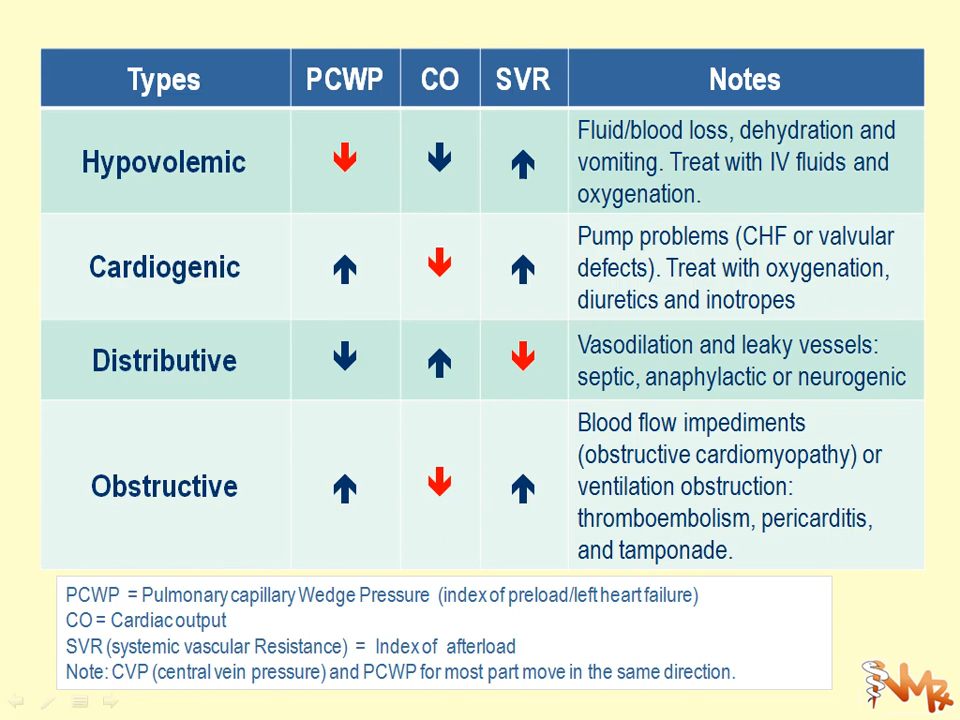 Types PCWP CO SVR Notes
Hypovolemic ↓ ↓ ↑ Fluid/blood loss, dehydration and
vomiting. Treat with IV fluids and
oxygenation.
Cardiogenic ↑ ↓ ↑ Pump problems (CHF or valvular
defects). Treat with oxygenation,
diuretics and inotropes
Distributive ↓ ↑ ↓ Vasodilation and leaky vessels:
septic, anaphylactic or neurogenic
Obstructive ↑ ↓ ↑ Blood flow impediments
(obstructive cardiomyopathy) or
ventilation obstruction:
thromboembolism, pericarditis,
and tamponade.
PCWP = Pulmonary capillary Wedge Pressure (index of preload/left heart failure)
CO = Cardiac output
SVR (systemic vascular Resistance) = Index of afterload
Note: CVP (central vein pressure) and PCWP for most part move in the same direction.
VMRx